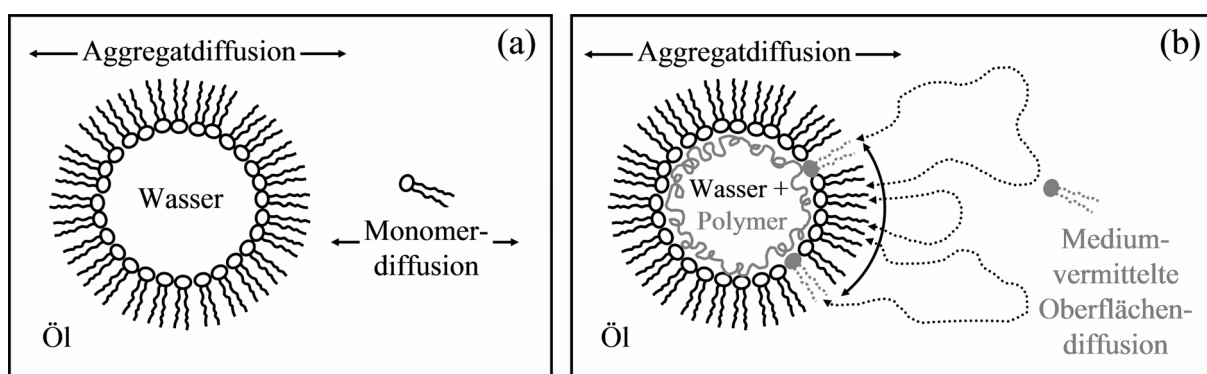 (a)
Aggregatdiffusion
Wasser
Monomer-
diffusion
Öl
(b)
Aggregatdiffusion
Wasser +
Polymer
Medium-
vermittelte
Oberflächen-
diffusion
Öl